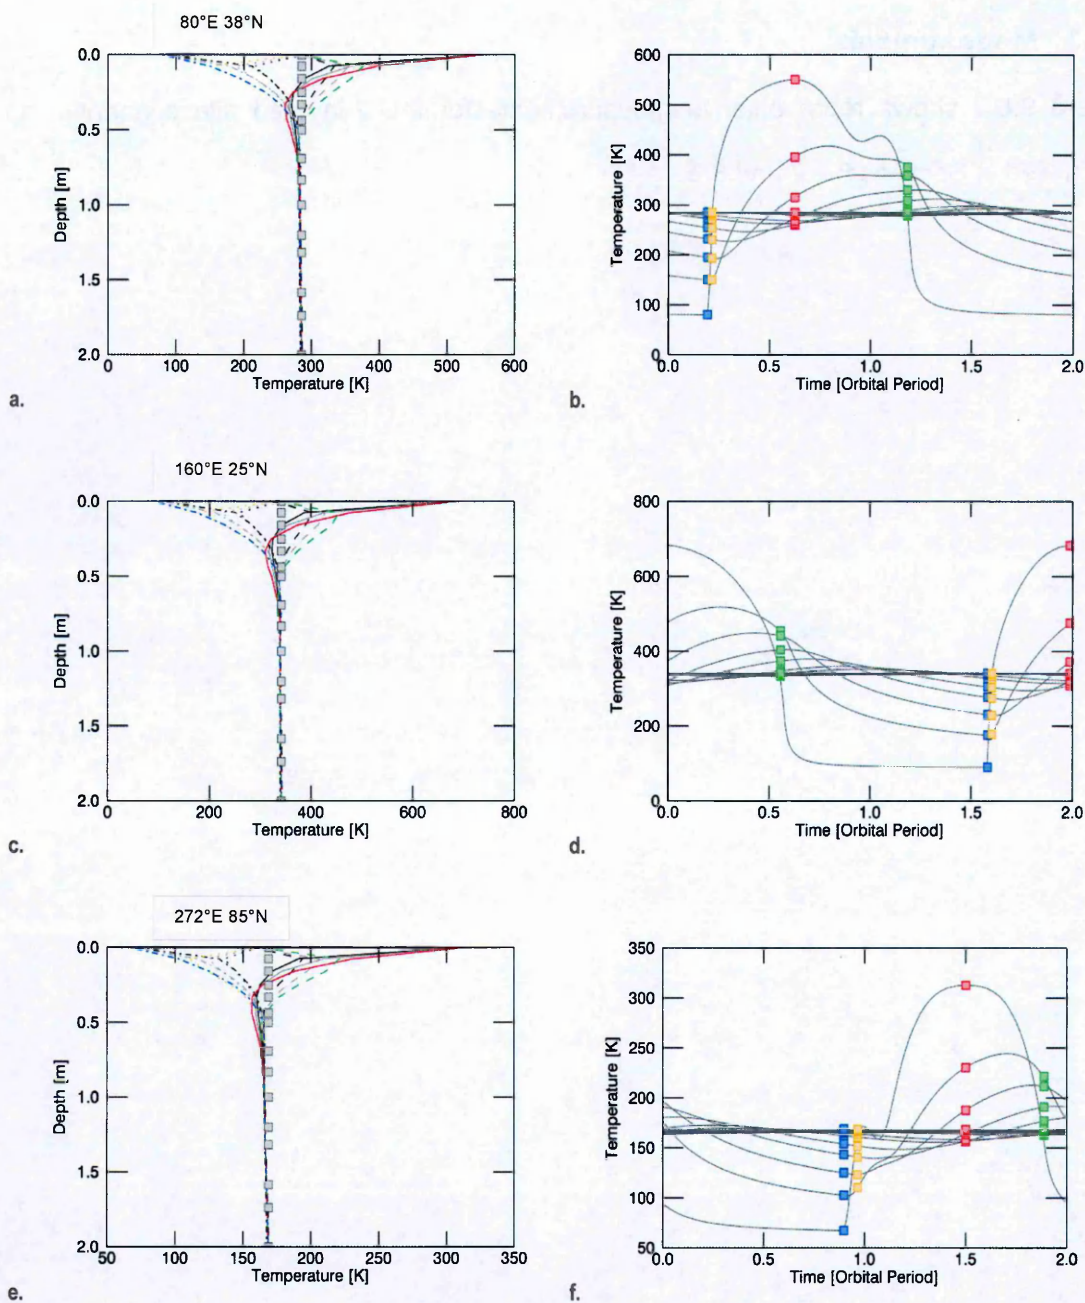 80°E 38°N
0.0
0.5
1.0
1.5
2.0
Depth [m]
0 100 200 300 400 500 600
Temperature [K]
a.
600
500
400
300
200
100
0
Temperature [K]
0.0 0.5 1.0 1.5 2.0
Time [Orbital Period]
b.
160°E 25°N
0.0
0.5
1.0
1.5
2.0
Depth [m]
0 200 400 600 800
Temperature [K]
c.
800
600
400
200
0
Temperature [K]
0.0 0.5 1.0 1.5 2.0
Time [Orbital Period]
d.
272°E 85°N
0.0
0.5
1.0
1.5
2.0
Depth [m]
50 100 150 200 250 300 350
Temperature [K]
e.
350
300
250
200
150
100
50
Temperature [K]
0.0 0.5 1.0 1.5 2.0
Time [Orbital Period]
f.